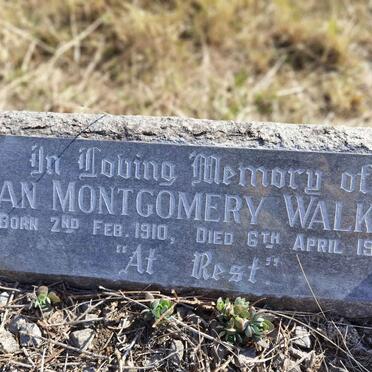 In Loving Memory of
AN MONTGOMERY WALK
BORN 2ND FEB. 1910 DIED 6TH APRIL 19
"At Rest"